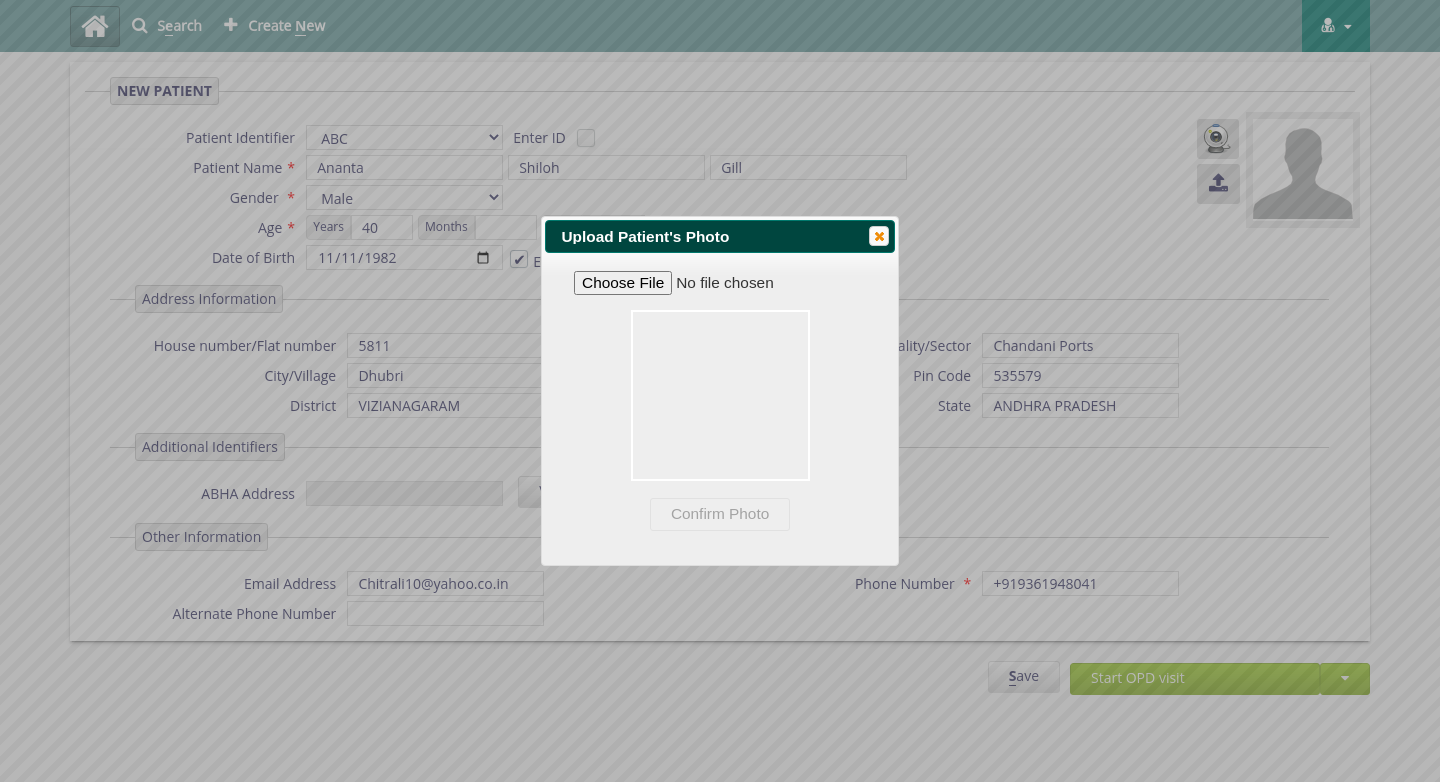 Search Create New
NEW PATIENT
Patient Identifier ABC Enter ID
Patient Name * Ananta Shiloh Gill
Gender * Male
Age * Years 40 Months
Upload Patient's Photo
Date of Birth 11/11/1982
Choose File No file chosen
Address Information
House number/Flat number 5811 ality/Sector Chandani Ports
City/Village Dhubri Pin Code 535579
District VIZIANAGARAM State ANDHRA PRADESH
Additional Identifiers
ABHA Address
Confirm Photo
Other Information
Email Address Chitrali10@yahoo.co.in Phone Number * +919361948041
Alternate Phone Number
Save Start OPD visit